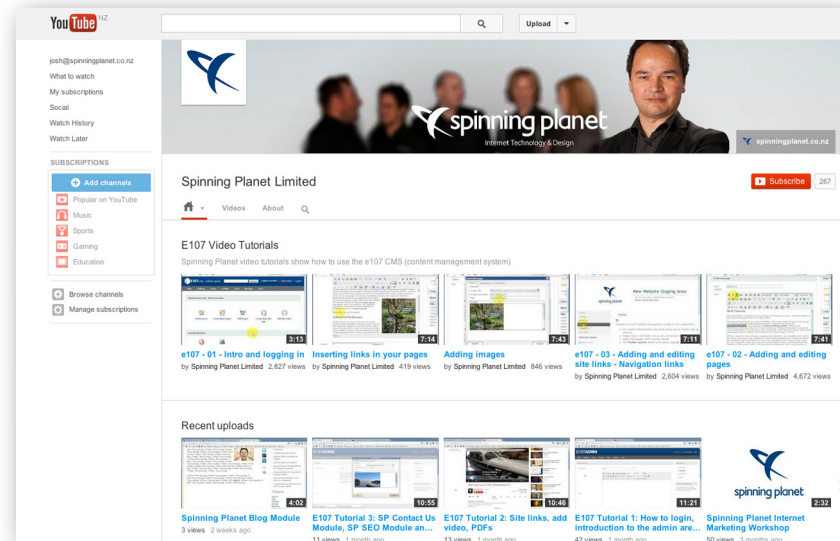 YouTube NZ
Upload
josh@spinningplanet.co.nz
What to watch
My subscriptions
Social
Watch History
Watch Later
SUBSCRIPTIONS
Add channels
Popular on YouTube
Music
Sports
Gaming
Education
Browse channels
Manage subscriptions
spinning planet
Internet Technology & Design
spinningplanet.co.nz
Spinning Planet Limited
Subscribe 267
Videos About
E107 Video Tutorials
Spinning Planet video tutorials show how to use the e107 CMS (content management system)
3:13 7:14 7:43 7:11 7:41
New Website Staging Area
e107 - 01 - Intro and logging in
by Spinning Planet Limited 2,827 views
Inserting links in your pages
by Spinning Planet Limited 419 views
Adding images
by Spinning Planet Limited 846 views
e107 - 03 - Adding and editing
site links - Navigation links
by Spinning Planet Limited 2,604 views
e107 - 02 - Adding and editing
pages
by Spinning Planet Limited 4,672 views
Recent uploads
4:02 10:55 10:46 11:21 2:32
spinning planet
Spinning Planet Blog Module
3 views 2 weeks ago
E107 Tutorial 3: SP Contact Us
Module, SP SEO Module an...
11 views 1 month ago
E107 Tutorial 2: Site links, add
video, PDFs
13 views 1 month ago
E107 Tutorial 1: How to login,
introduction to the admin are...
42 views 1 month ago
Spinning Planet Internet
Marketing Workshop
50 views 3 months ago